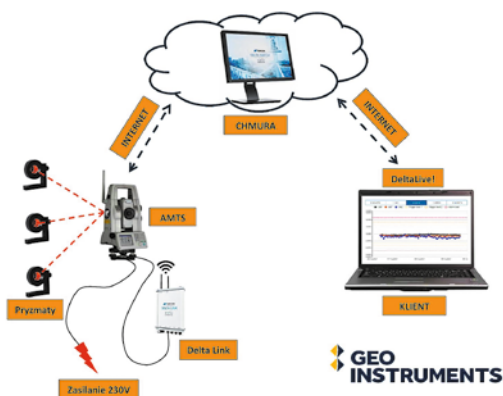 CHMURA
INTERNET
INTERNET
DeltaLive!
AMTS
Pryzmaty
Delta Link
KLIENT
Zasilanie 230V
GEO
INSTRUMENTS